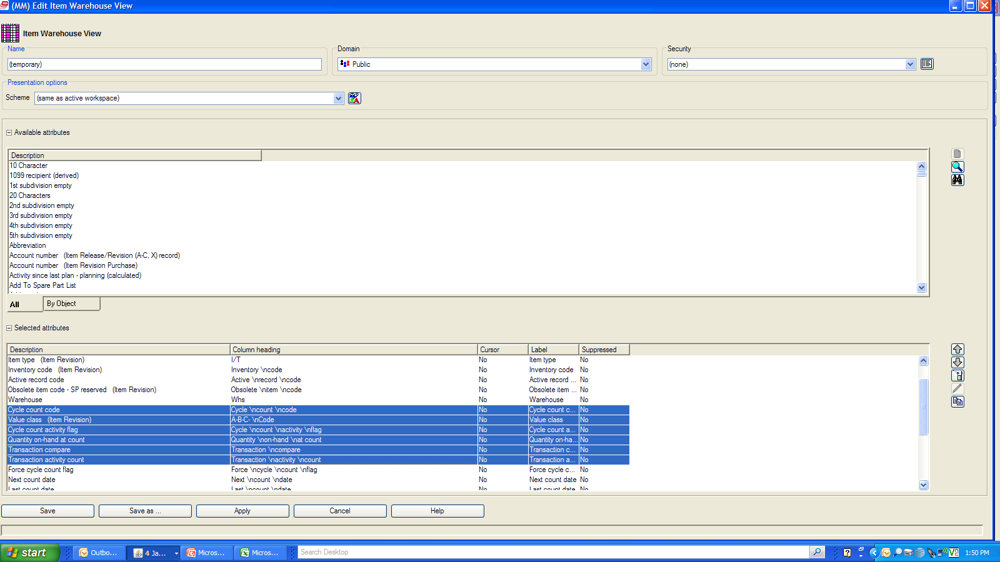 (MM) Edit Item Warehouse View
Item Warehouse View
Name
Domain
Security
(temporary)
Public
(none)
Presentation options
Scheme
(same as active workspace)
Available attributes
Description
10 Character
1099 recipient (derived)
1st subdivision empty
20 Characters
2nd subdivision empty
3rd subdivision empty
4th subdivision empty
5th subdivision empty
Abbreviation
Account number (Item Release/Revision (A-C, X) record)
Account number (Item Revision Purchase)
Activity since last plan - planning (calculated)
Add To Spare Part List
All
By Object
Selected attributes
Description Column heading Cursor Label Suppressed
Item type (Item Revision) I/T No Item type No
Inventory code (Item Revision) Inventory \ncode No Inventory code No
Active record code Active \nrecord \ncode No Active record ... No
Obsolete item code - SP reserved (Item Revision) Obsolete \nitem \ncode No Obsolete item ... No
Warehouse Whs No Warehouse No
Cycle count code Cycle \ncount \ncode No Cycle count c... No
Value class (Item Revision) A-B-C- \nCode No Value class No
Cycle count activity flag Cycle \ncount \nactivity \nflag No Cycle count a... No
Quantity on-hand at count Quantity \non-hand \nat count No Quantity on-ha... No
Transaction compare Transaction \ncompare No Transaction c... No
Transaction activity count Transaction \nactivity \ncount No Transaction a... No
Force cycle count flag Force \ncycle \ncount \nflag No Force cycle c... No
Next count date Next \ncount \ndate No Next count date No
Last count date Last \ncount \ndate No Last count date No
Save
Save as ...
Apply
Cancel
Help
start
Outbo...
4 Ja...
Micros...
Micros...
Search Desktop
1:50 PM